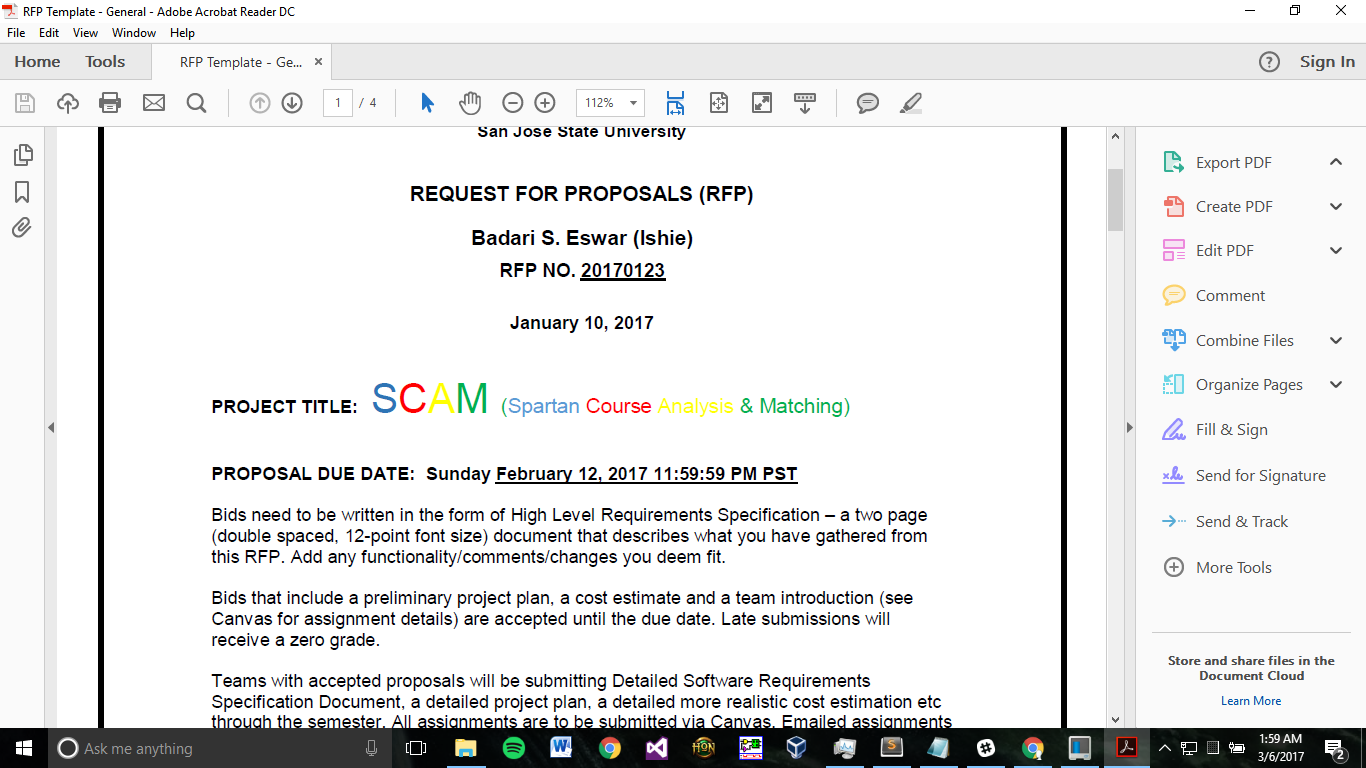 RFP Template - General - Adobe Acrobat Reader DC
File Edit View Window Help
Home Tools RFP Template - Ge... × Sign In
1 / 4 112%
San Jose State University
REQUEST FOR PROPOSALS (RFP)
Badari S. Eswar (Ishie)
RFP NO. 20170123
January 10, 2017
PROJECT TITLE: SCAM (Spartan Course Analysis & Matching)
PROPOSAL DUE DATE: Sunday February 12, 2017 11:59:59 PM PST
Bids need to be written in the form of High Level Requirements Specification – a two page
(double spaced, 12-point font size) document that describes what you have gathered from
this RFP. Add any functionality/comments/changes you deem fit.
Bids that include a preliminary project plan, a cost estimate and a team introduction (see
Canvas for assignment details) are accepted until the due date. Late submissions will
receive a zero grade.
Teams with accepted proposals will be submitting Detailed Software Requirements
Specification Document, a detailed project plan, a detailed more realistic cost estimation etc
through the semester. All assignments are to be submitted via Canvas. Emailed assignments
Export PDF
Create PDF
Edit PDF
Comment
Combine Files
Organize Pages
Fill & Sign
Send for Signature
Send & Track
More Tools
Store and share files in the
Document Cloud
Learn More
Ask me anything
HON
1:59 AM
3/6/2017
2